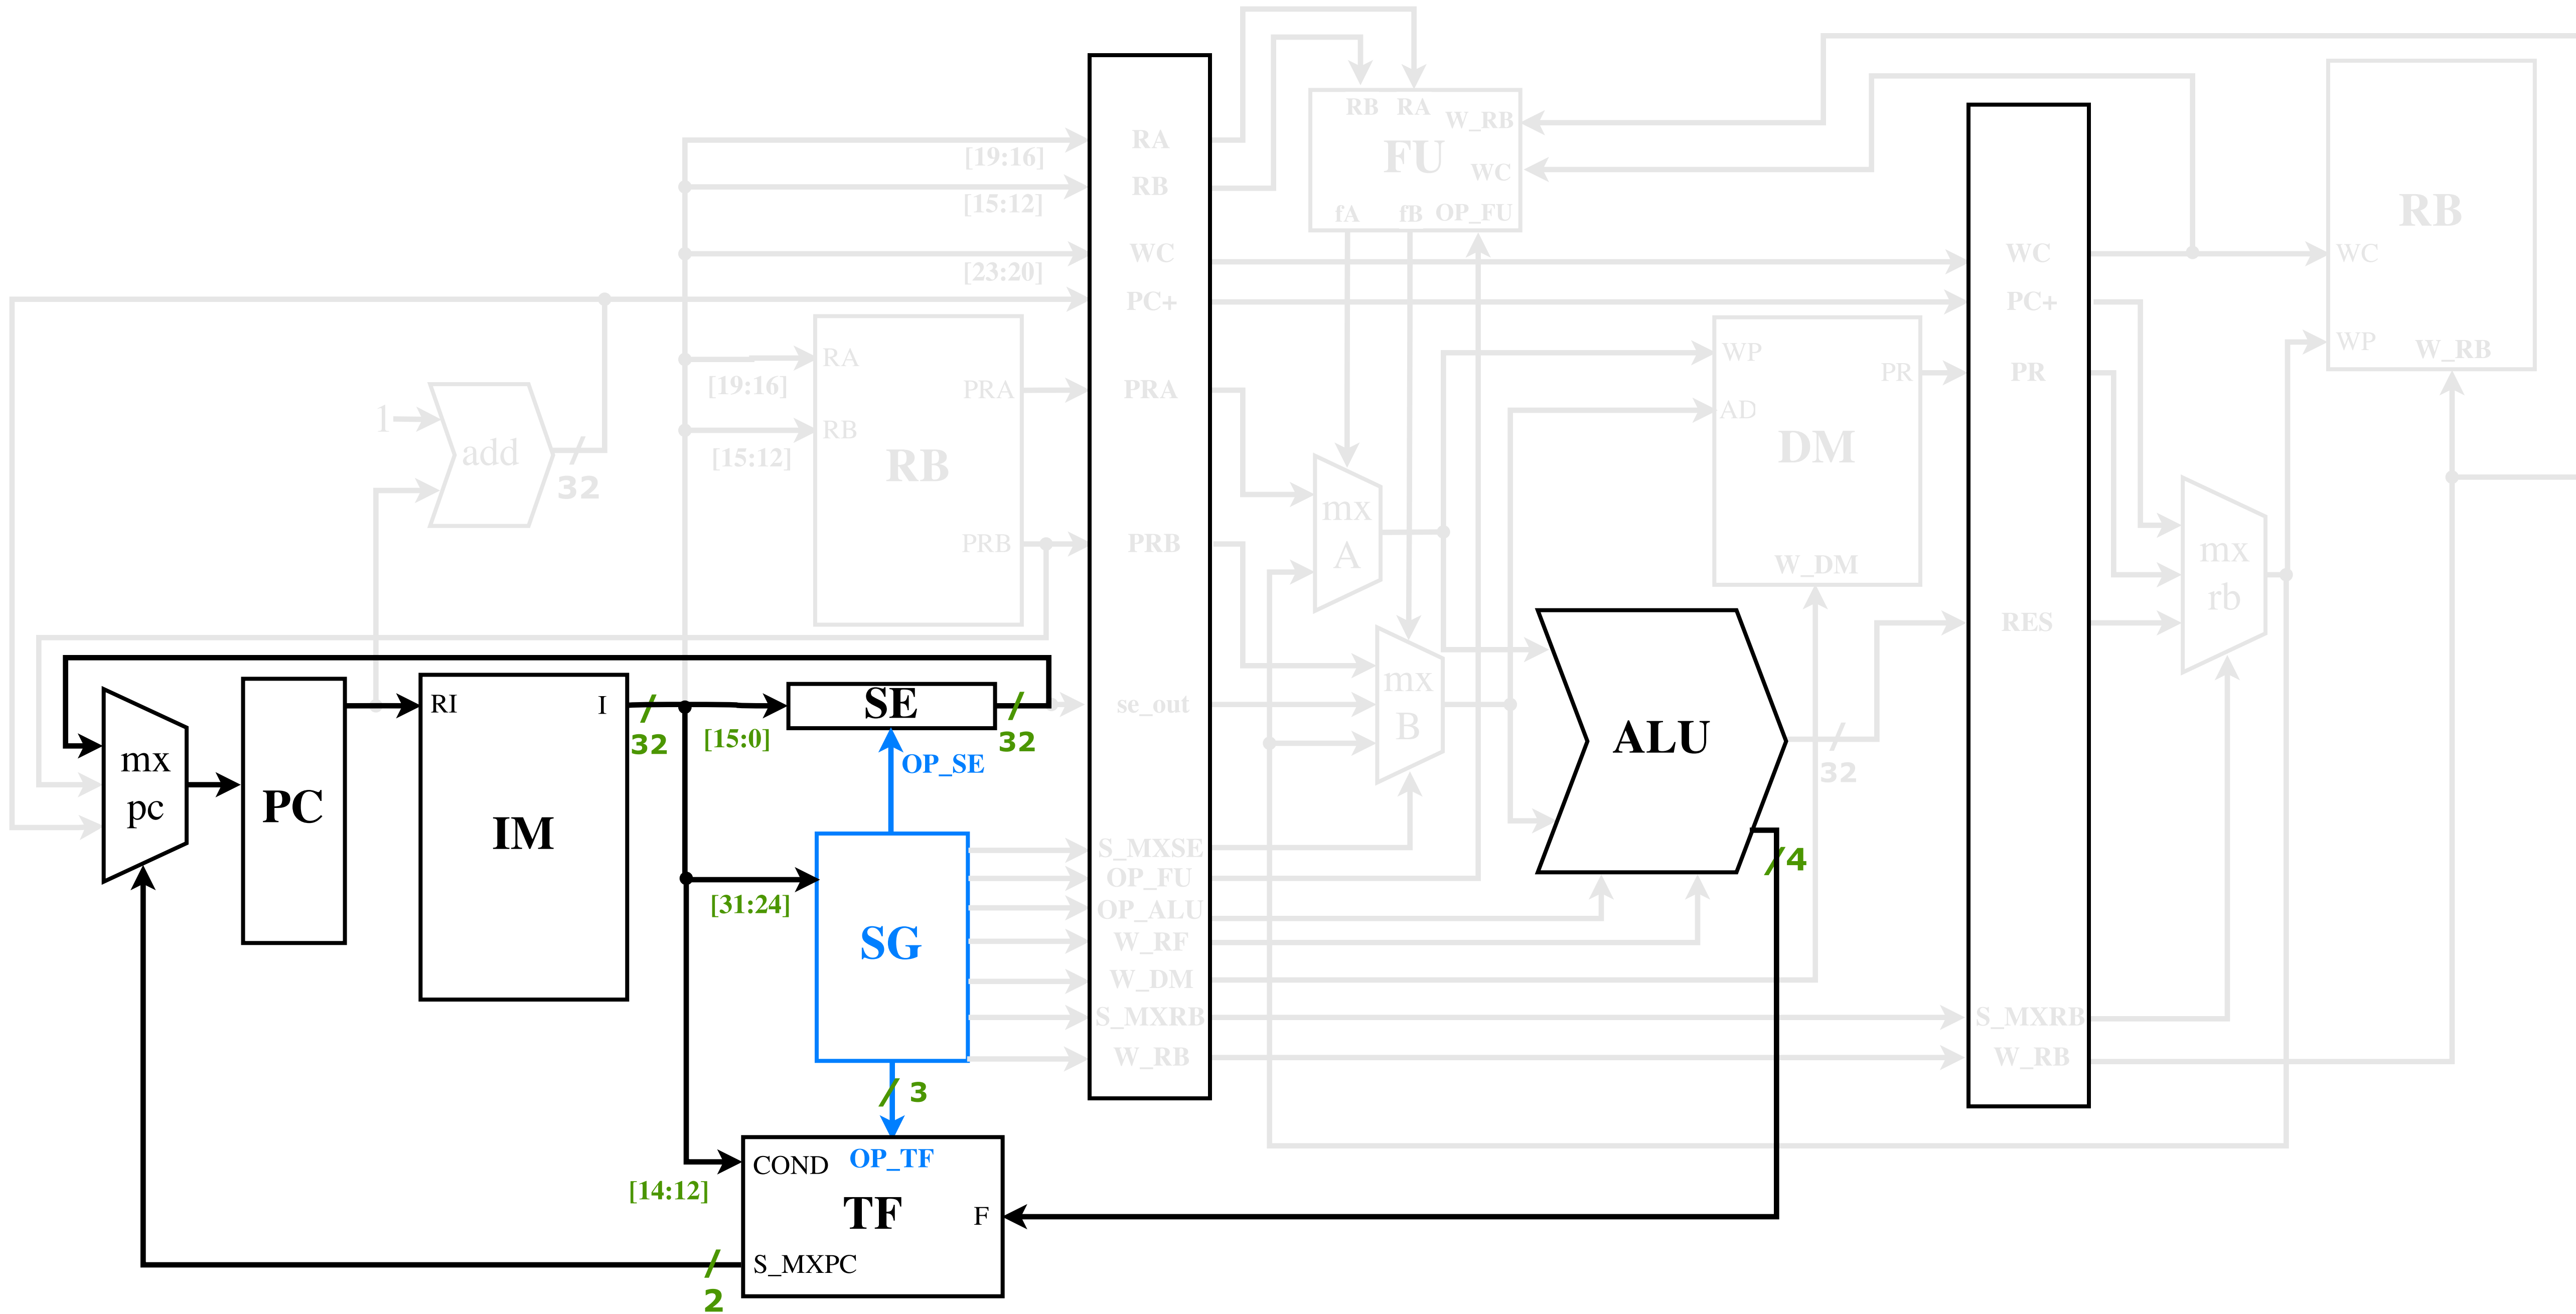 RA
[19:16]
RB
[15:12]
WC
[23:20]
PC+
1
add
32
RA
[19:16]
RB
[15:12]
RB
PRA
PRB
RA
RB
WC
PC+
PRA
PRB
se_out
S_MXSE
OP_FU
OP_ALU
W_RF
W_DM
S_MXRB
W_RB
mx
pc
PC
RI
I
IM
32
[15:0]
SE
32
OP_SE
[31:24]
SG
3
[14:12]
COND
OP_TF
TF
F
S_MXPC
2
RB
RA
W_RB
FU
WC
fA
fB
OP_FU
mx
A
mx
B
WP
AD
PR
DM
W_DM
ALU
32
4
WC
PC+
PR
RES
S_MXRB
W_RB
mx
rb
RB
WC
WP
W_RB